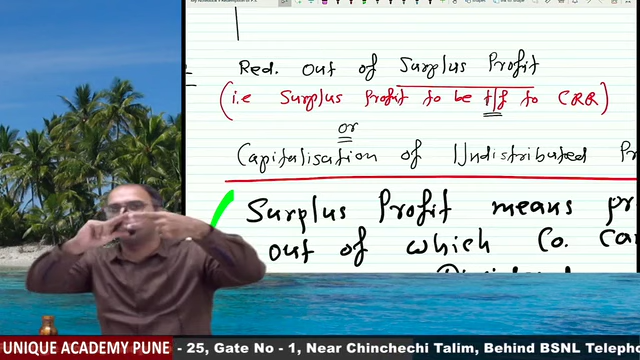 Red. out of Surplus Profit
(i.e Surplus Profit to be t/f to CRR)
or
Capitalisation of Undistributed
Surplus Profit means
out of which Co.
Dividend
UNIQUE ACADEMY PUNE - 25, Gate No - 1, Near Chinchechi Talim, Behind BSNL